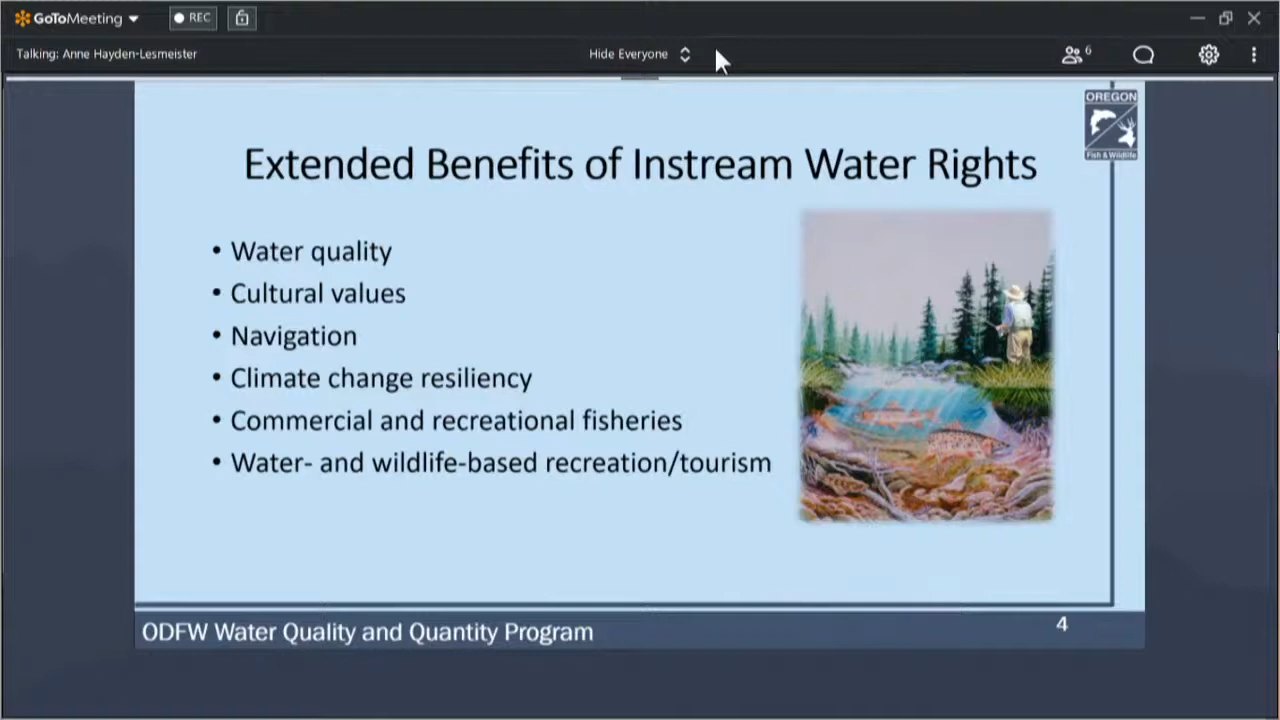 GoToMeeting
REC
Talking: Anne Hayden-Lesmeister
Hide Everyone
6
OREGON
Fish & Wildlife
Extended Benefits of Instream Water Rights
• Water quality
• Cultural values
• Navigation
• Climate change resiliency
• Commercial and recreational fisheries
• Water- and wildlife-based recreation/tourism
ODFW Water Quality and Quantity Program
4